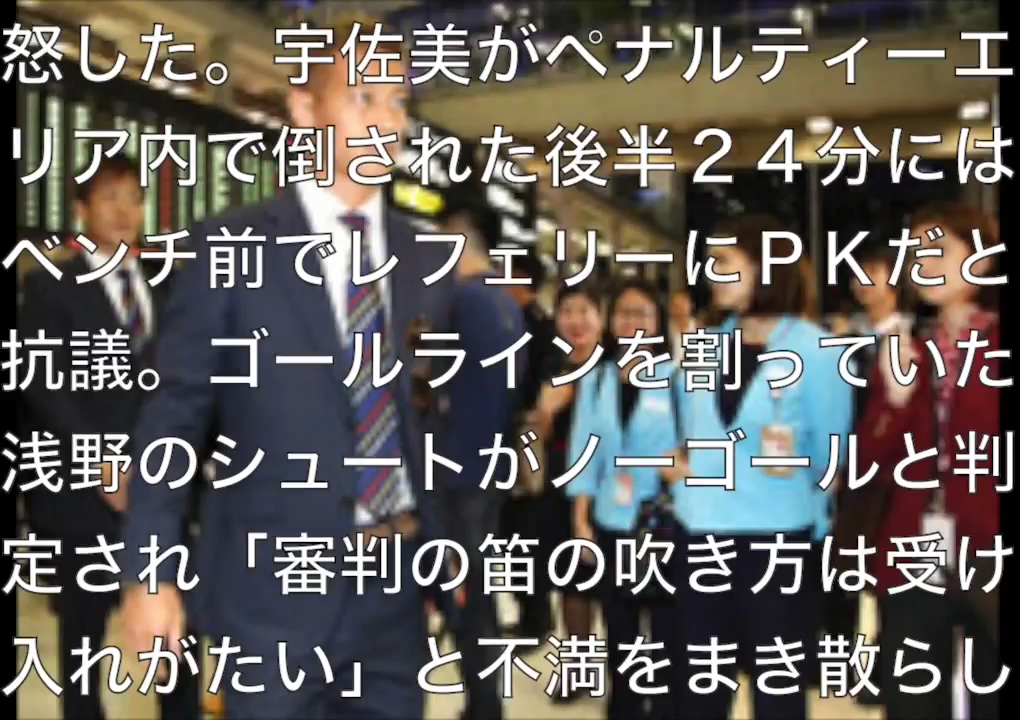 怒した。宇佐美がペナルティーエ
リア内で倒された後半２４分には
ベンチ前でレフェリーにＰＫだと
抗議。ゴールラインを割っていた
浅野のシュートがノーゴールと判
定され「審判の笛の吹き方は受け
入れがたい」と不満をまき散らし